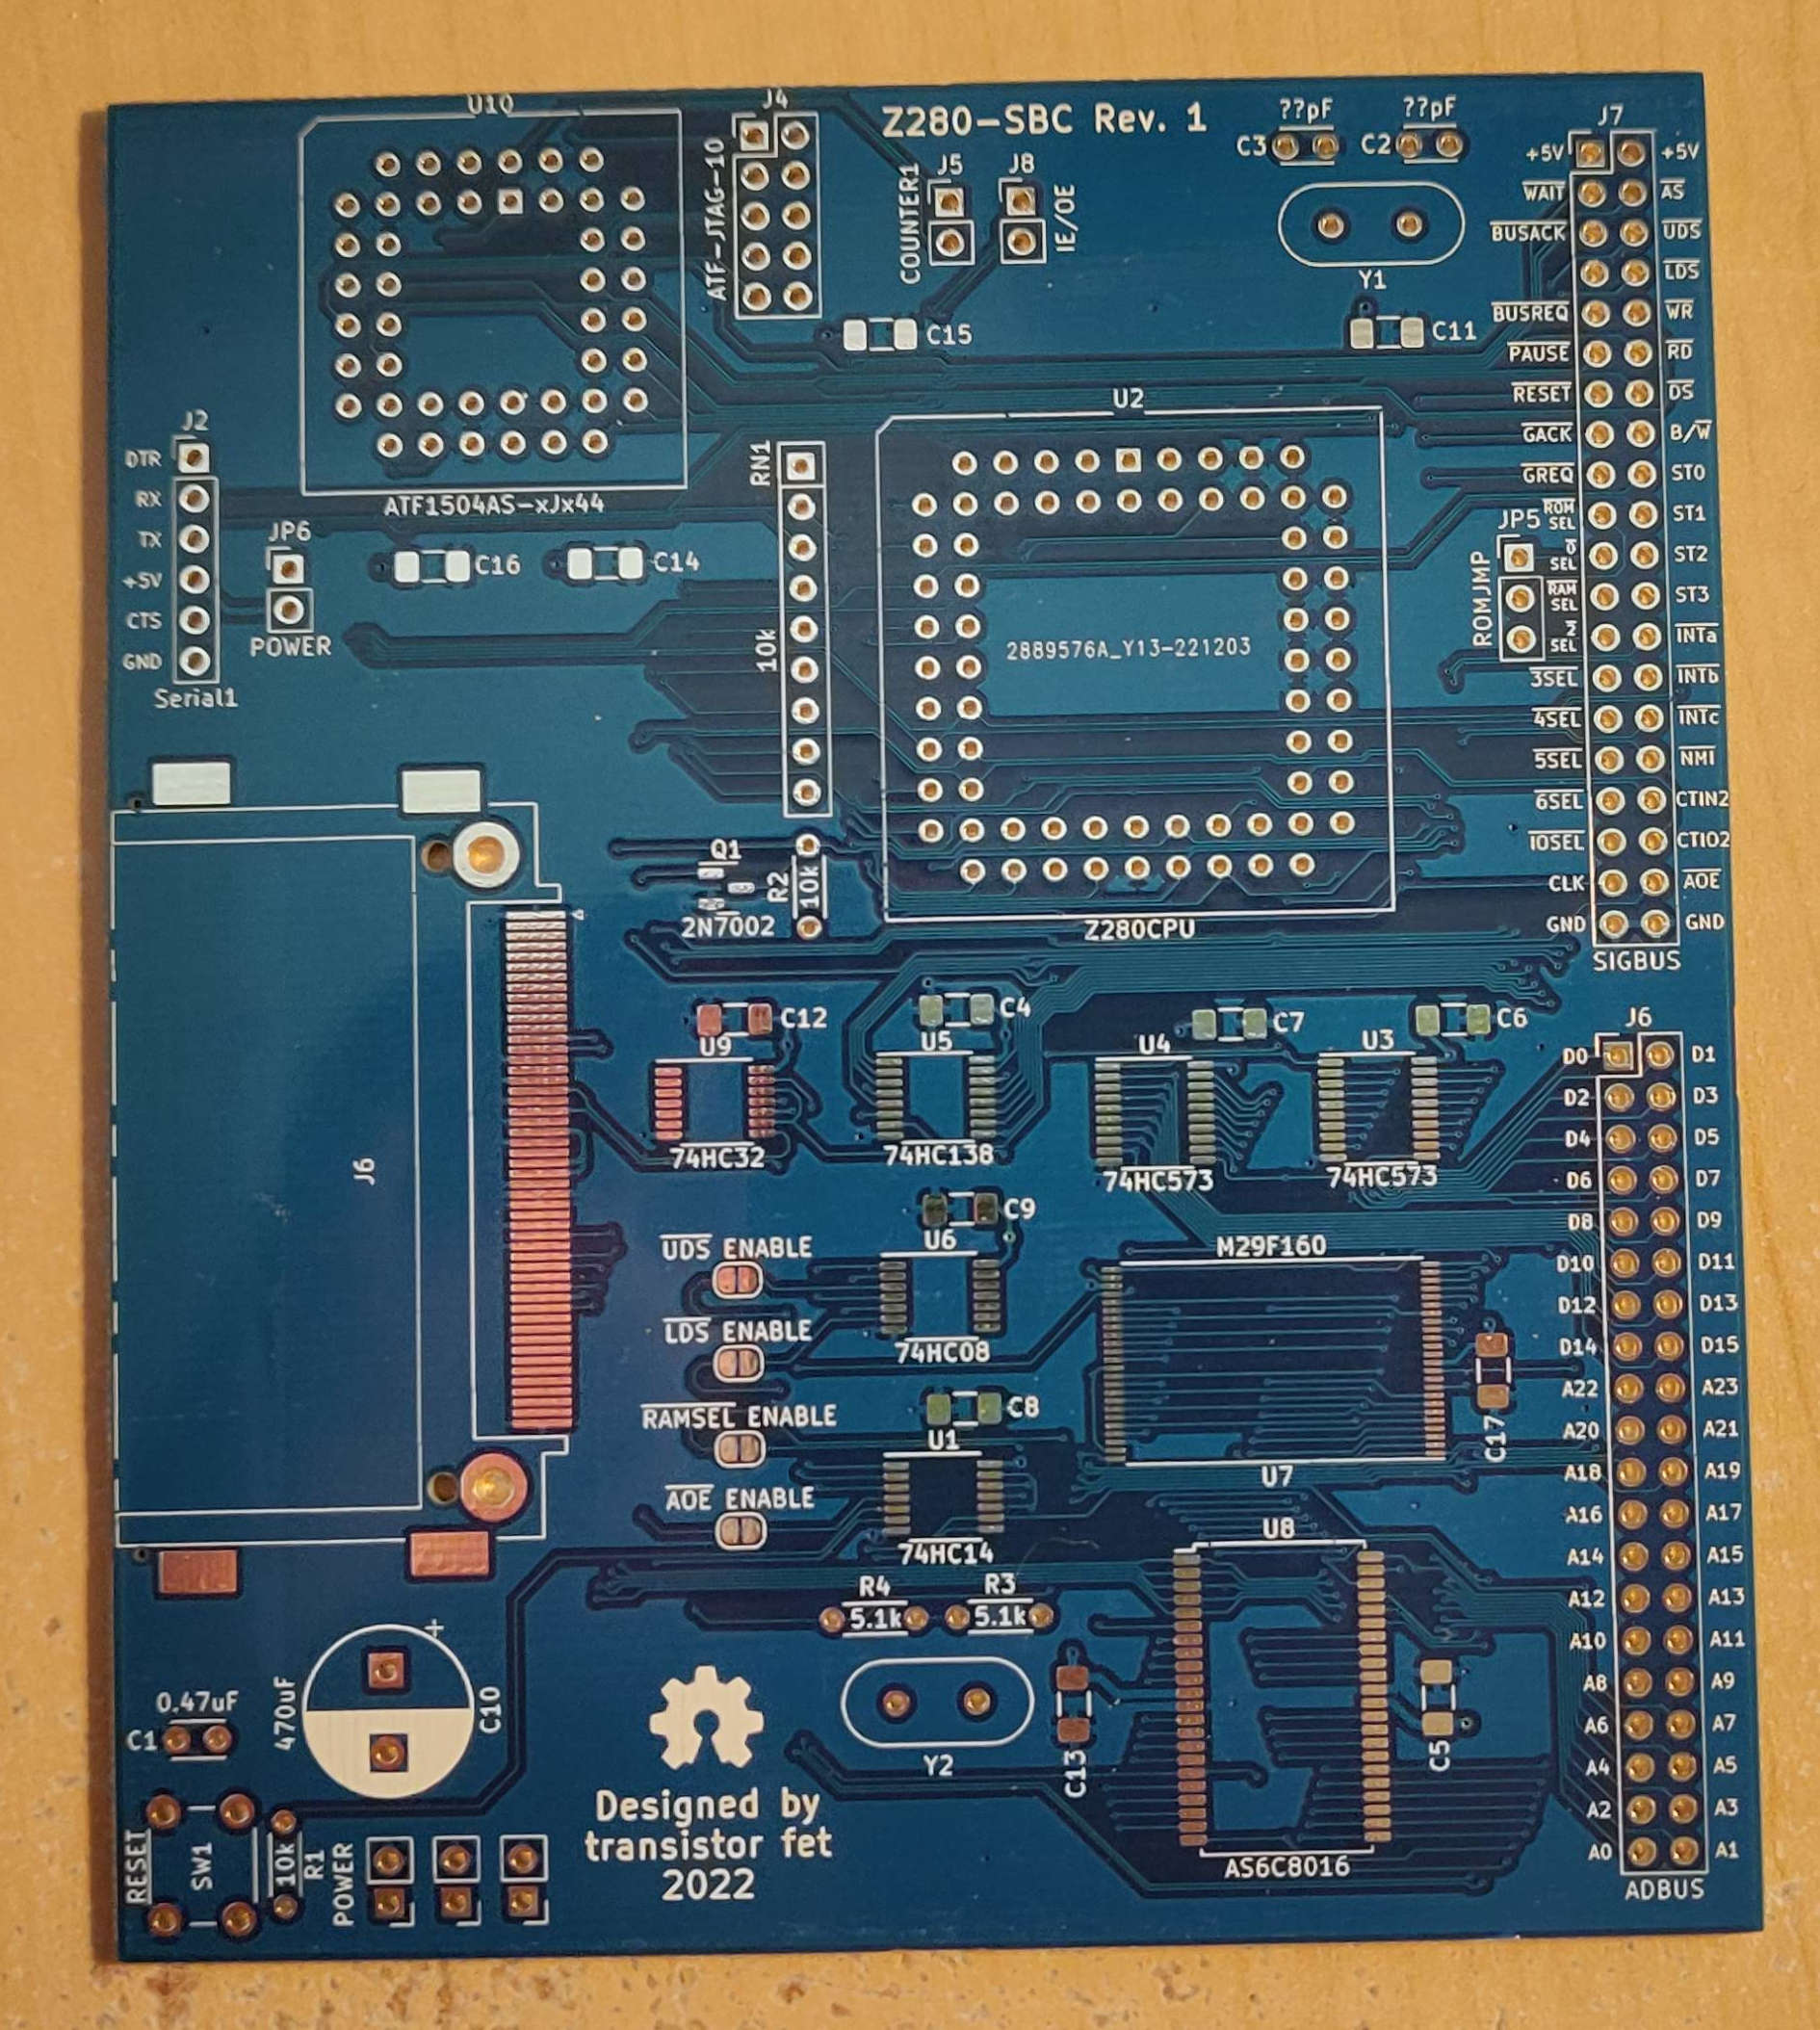 U10
J4
Z280-SBC Rev. 1
??pF
??pF
C3
C2
J7
+5V
+5V
ATF-JTAG-10
COUNTER1
J5
J8
IE/OE
Y1
WAIT
AS
BUSACK
UDS
LDS
BUSREQ
WR
C15
C11
PAUSE
RD
RESET
DS
U2
GACK
B/W
GREQ
ST0
J2
DTR
RX
TX
+5V
CTS
GND
Serial1
ATF1504AS-xJx44
JP6
POWER
C16
C14
RN1
10k
2889576A_Y13-221203
JP5
ROMJMP
ROM
SEL
ST1
0
SEL
ST2
RAM
SEL
ST3
2
SEL
INTa
3SEL
INTb
4SEL
INTc
5SEL
NMI
6SEL
CTIN2
IOSEL
CTIO2
CLK
AOE
GND
GND
SIGBUS
Q1
2N7002
R2
10k
Z280CPU
C12
U9
74HC32
C4
U5
74HC138
C7
U4
74HC573
C6
U3
74HC573
J6
D0
D1
D2
D3
D4
D5
D6
D7
D8
D9
D10
D11
D12
D13
D14
D15
A22
A23
A20
A21
A18
A19
A16
A17
A14
A15
A12
A13
A10
A11
A8
A9
A6
A7
A4
A5
A2
A3
A0
A1
ADBUS
J6
C9
U6
74HC08
UDS ENABLE
LDS ENABLE
RAMSEL ENABLE
AOE ENABLE
M29F160
U7
C17
C8
U1
74HC14
U8
AS6C8016
R4
5.1k
R3
5.1k
Y2
C13
C5
0.47uF
C1
470uF
C10
+
RESET
SW1
10k
R1
POWER
Designed by
transistor fet
2022